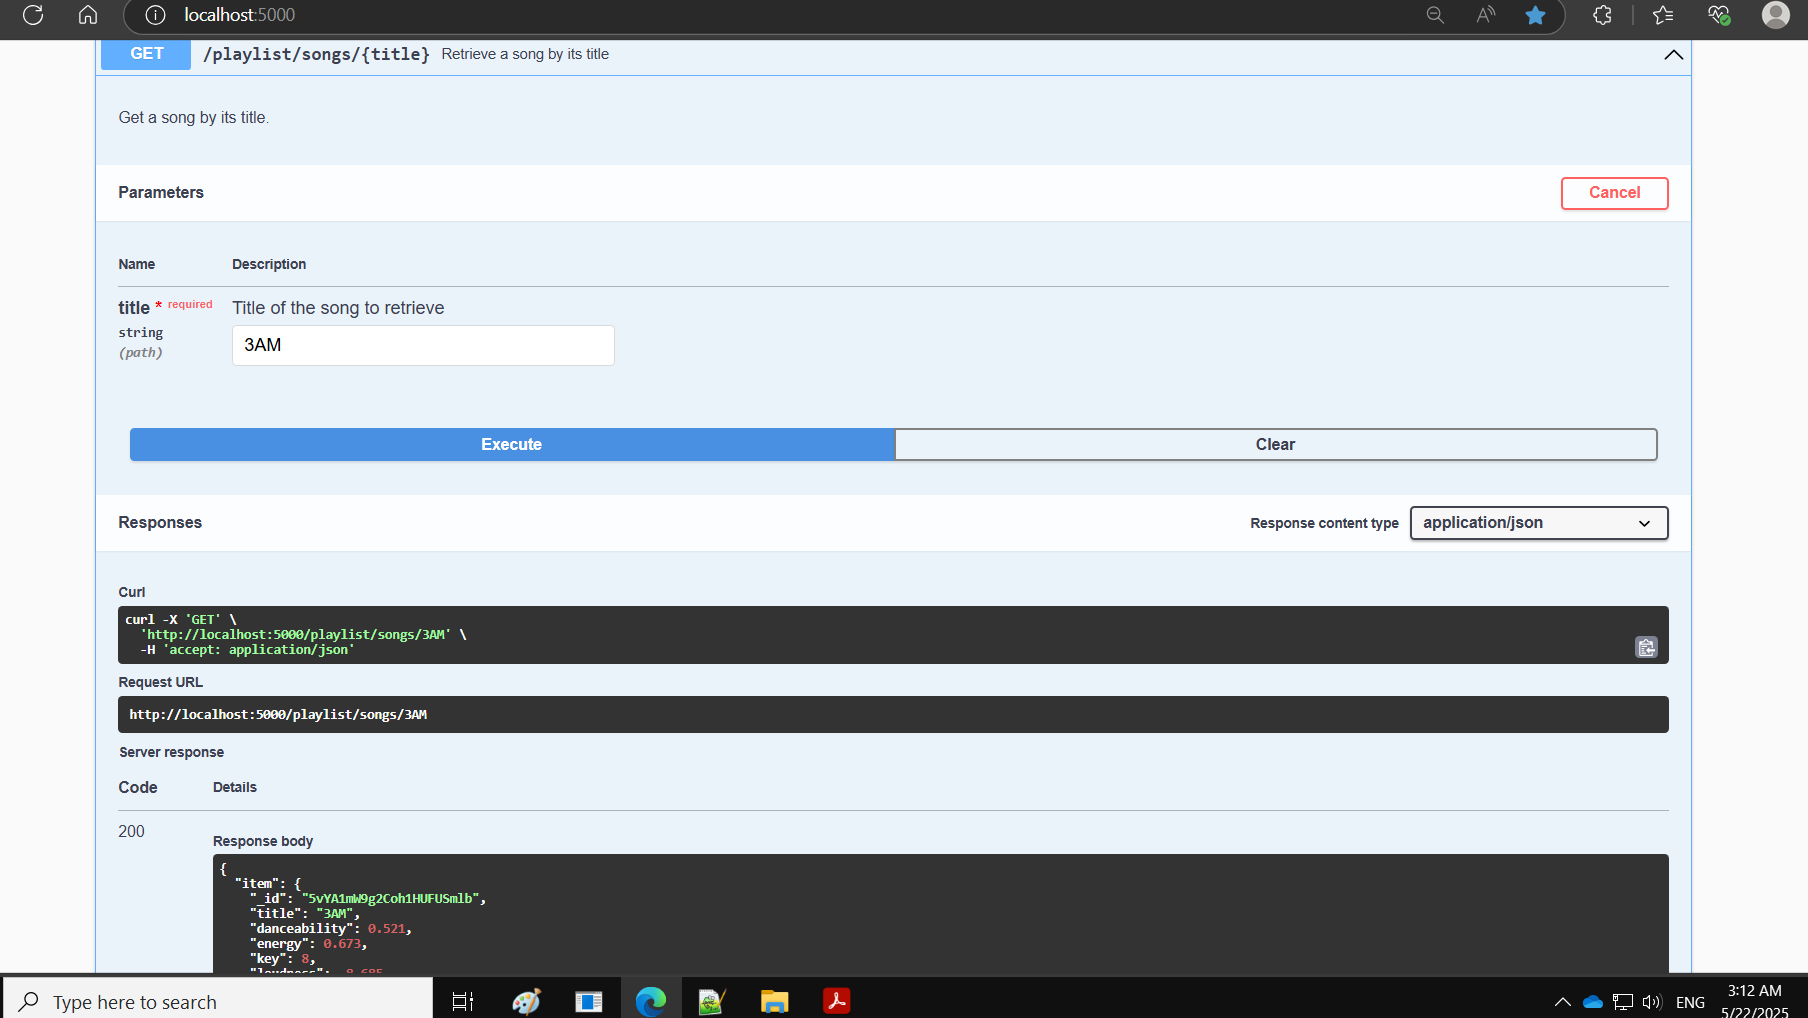 localhost:5000
GET /playlist/songs/{title} Retrieve a song by its title
Get a song by its title.
Parameters
Cancel
Name Description
title * required Title of the song to retrieve
string
(path)
3AM
Execute Clear
Responses
Response content type application/json
Curl
curl -X 'GET' \
'http://localhost:5000/playlist/songs/3AM' \
-H 'accept: application/json'
Request URL
http://localhost:5000/playlist/songs/3AM
Server response
Code Details
200
Response body
{
"item": {
"_id": "5vYA1mW9g2Coh1HUFUSmlb",
"title": "3AM",
"danceability": 0.521,
"energy": 0.673,
"key": 8,
"loudness": -8.685
Type here to search
ENG
3:12 AM
5/22/2025